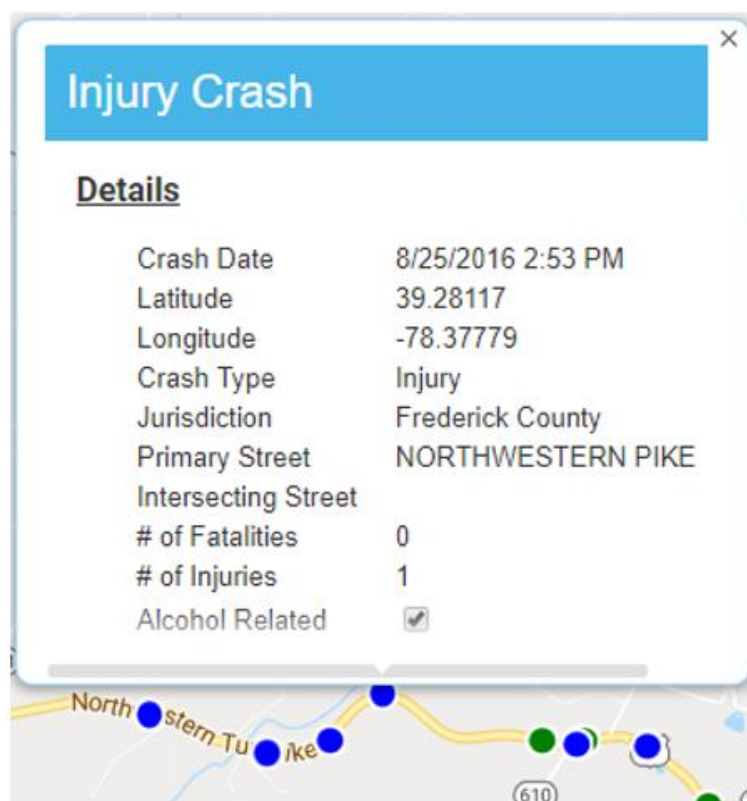 ×
Injury Crash
Details
Crash Date 8/25/2016 2:53 PM
Latitude 39.28117
Longitude -78.37779
Crash Type Injury
Jurisdiction Frederick County
Primary Street NORTHWESTERN PIKE
Intersecting Street
# of Fatalities 0
# of Injuries 1
Alcohol Related
North stern Tu ike
610